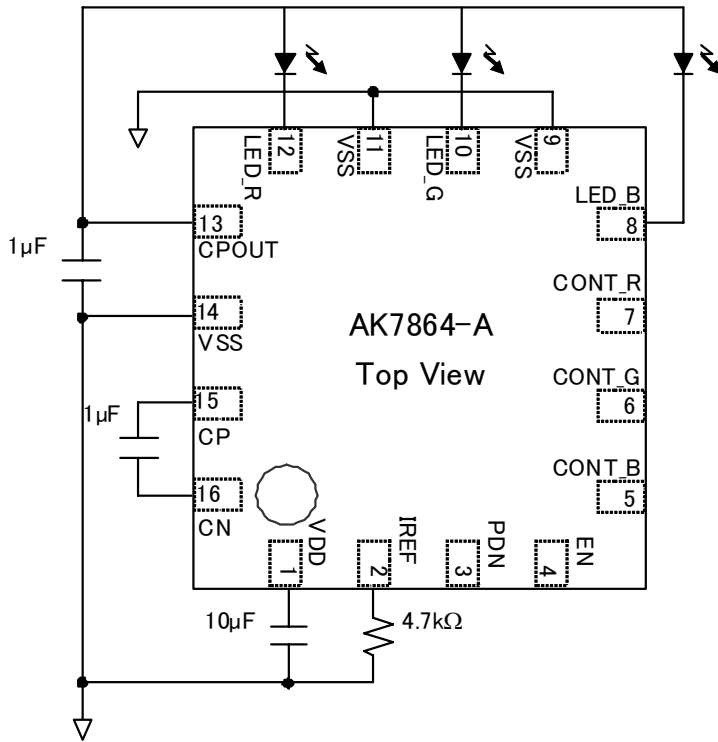 12
LED_R
11
VSS
10
LED_G
9
VSS
LED_B
8
13
CPOUT
1µF
CONT_R
7
14
VSS
AK7864-A
Top View
CONT_G
6
15
CP
1µF
CONT_B
5
16
CN
VDD
1
IREF
2
PDN
3
EN
4
10µF
4.7kΩ